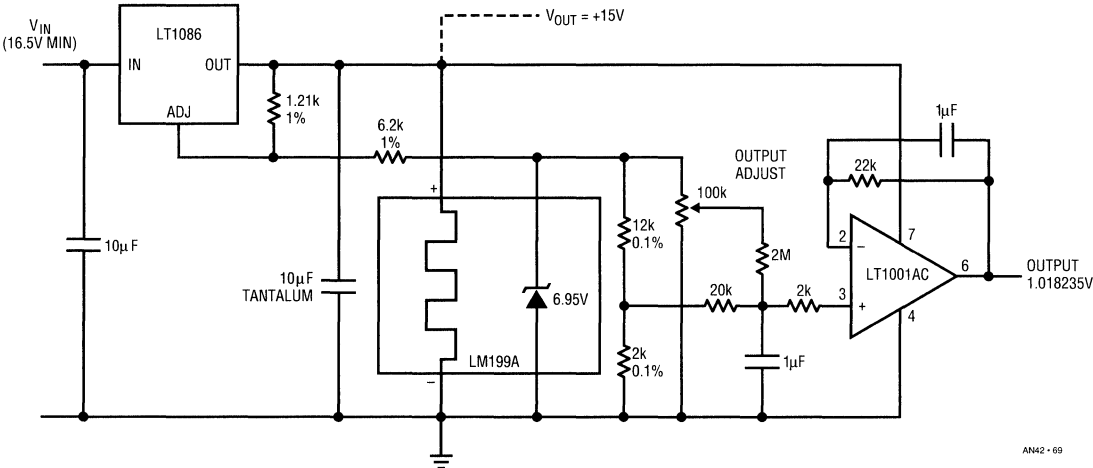 VIN
(16.5V MIN)
LT1086
IN
OUT
ADJ
VOUT = +15V
1.21k
1%
6.2k
1%
10µF
10µF
TANTALUM
+
–
LM199A
6.95V
12k
0.1%
2k
0.1%
100k
OUTPUT
ADJUST
2M
20k
2k
1µF
1µF
22k
2
–
3
+
LT1001AC
7
6
4
OUTPUT
1.018235V
AN42 • 69